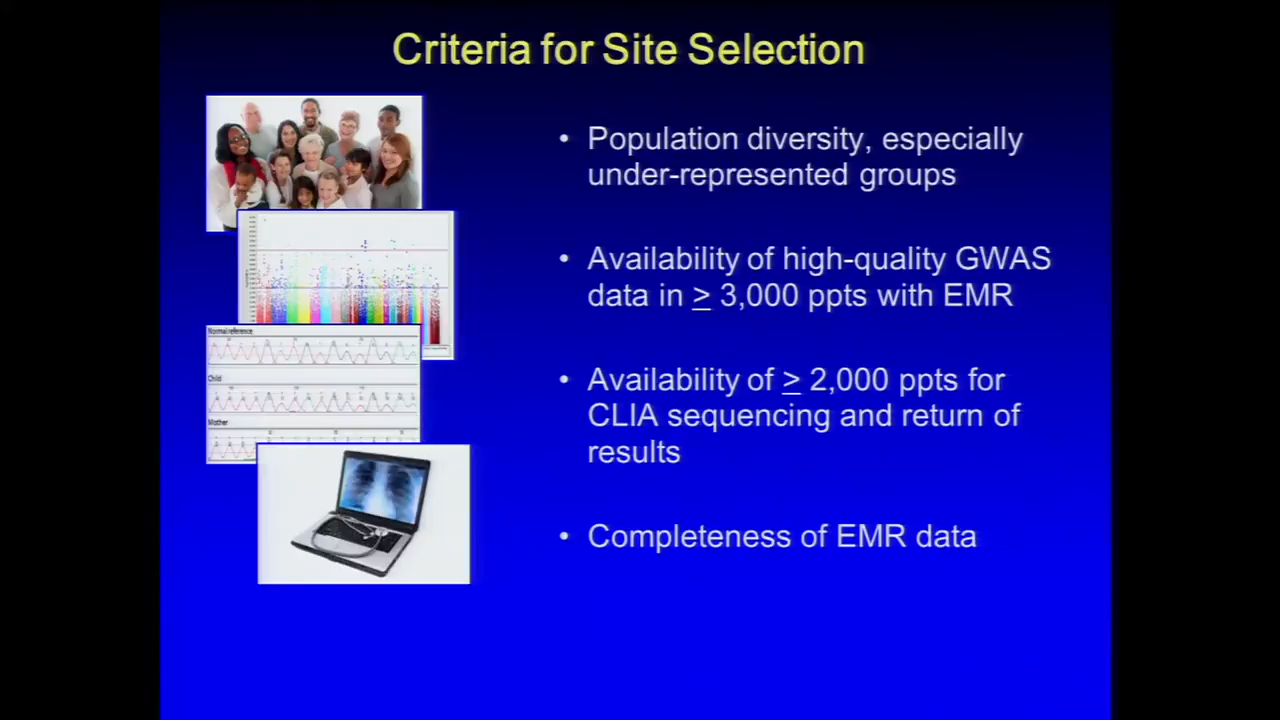 Criteria for Site Selection
• Population diversity, especially
under-represented groups
• Availability of high-quality GWAS
data in ≥ 3,000 ppts with EMR
• Availability of ≥ 2,000 ppts for
CLIA sequencing and return of
results
• Completeness of EMR data
Normal reference
Child
Mother